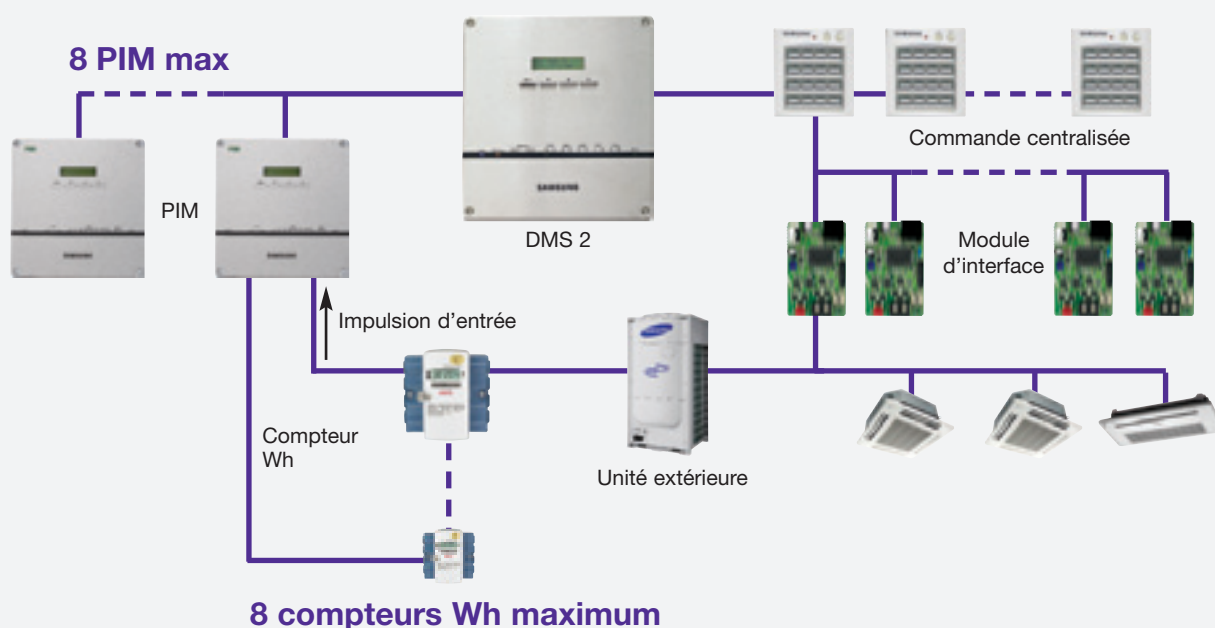 8 PIM max
SAMSUNG
PIM
DMS 2
Commande centralisée
Module
d'interface
Impulsion d'entrée
Compteur
Wh
Unité extérieure
8 compteurs Wh maximum